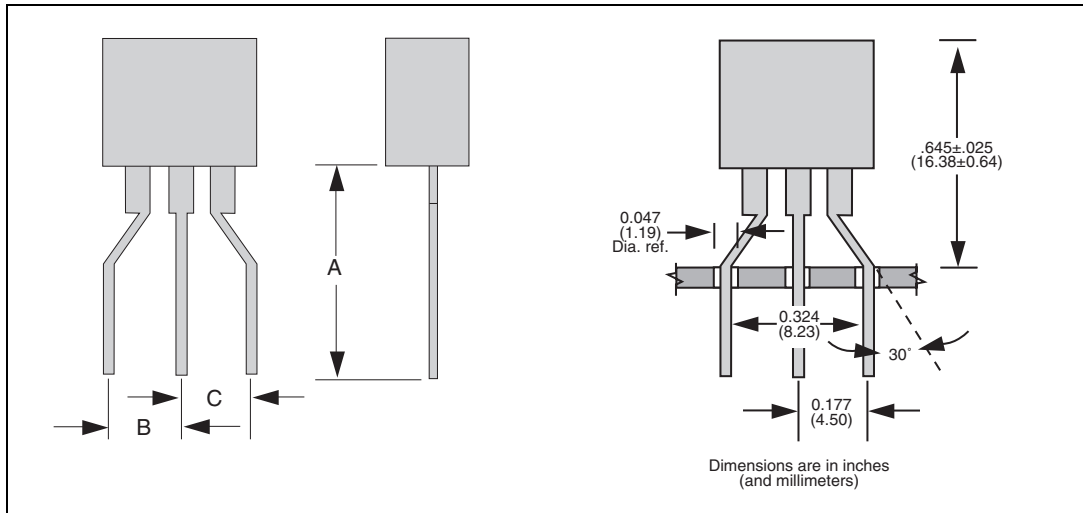 A
B
C
.645±.025
(16.38±0.64)
0.047
(1.19)
Dia. ref.
0.324
(8.23)
30°
0.177
(4.50)
Dimensions are in inches
(and millimeters)